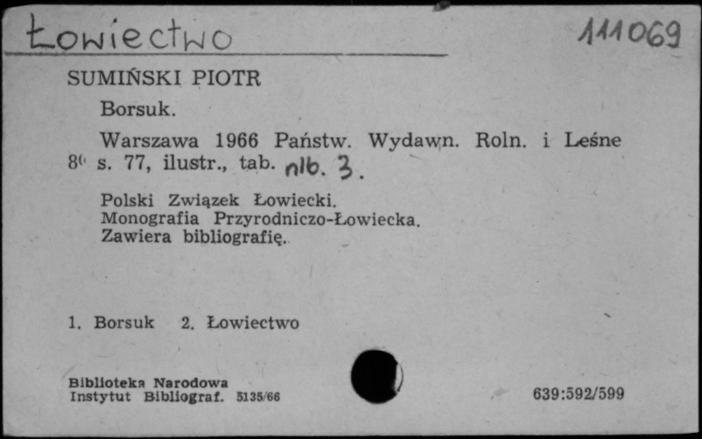 Łowiectwo 111069
SUMIŃSKI PIOTR
Borsuk.
Warszawa 1966 Państw. Wydawn. Roln. i Leśne
8⁰ s. 77, ilustr., tab. nlb. 3.
Polski Związek Łowiecki.
Monografia Przyrodniczo-Łowiecka.
Zawiera bibliografię.
1. Borsuk 2. Łowiectwo
Biblioteka Narodowa
Instytut Bibliograf. 5135/66 639:592/599